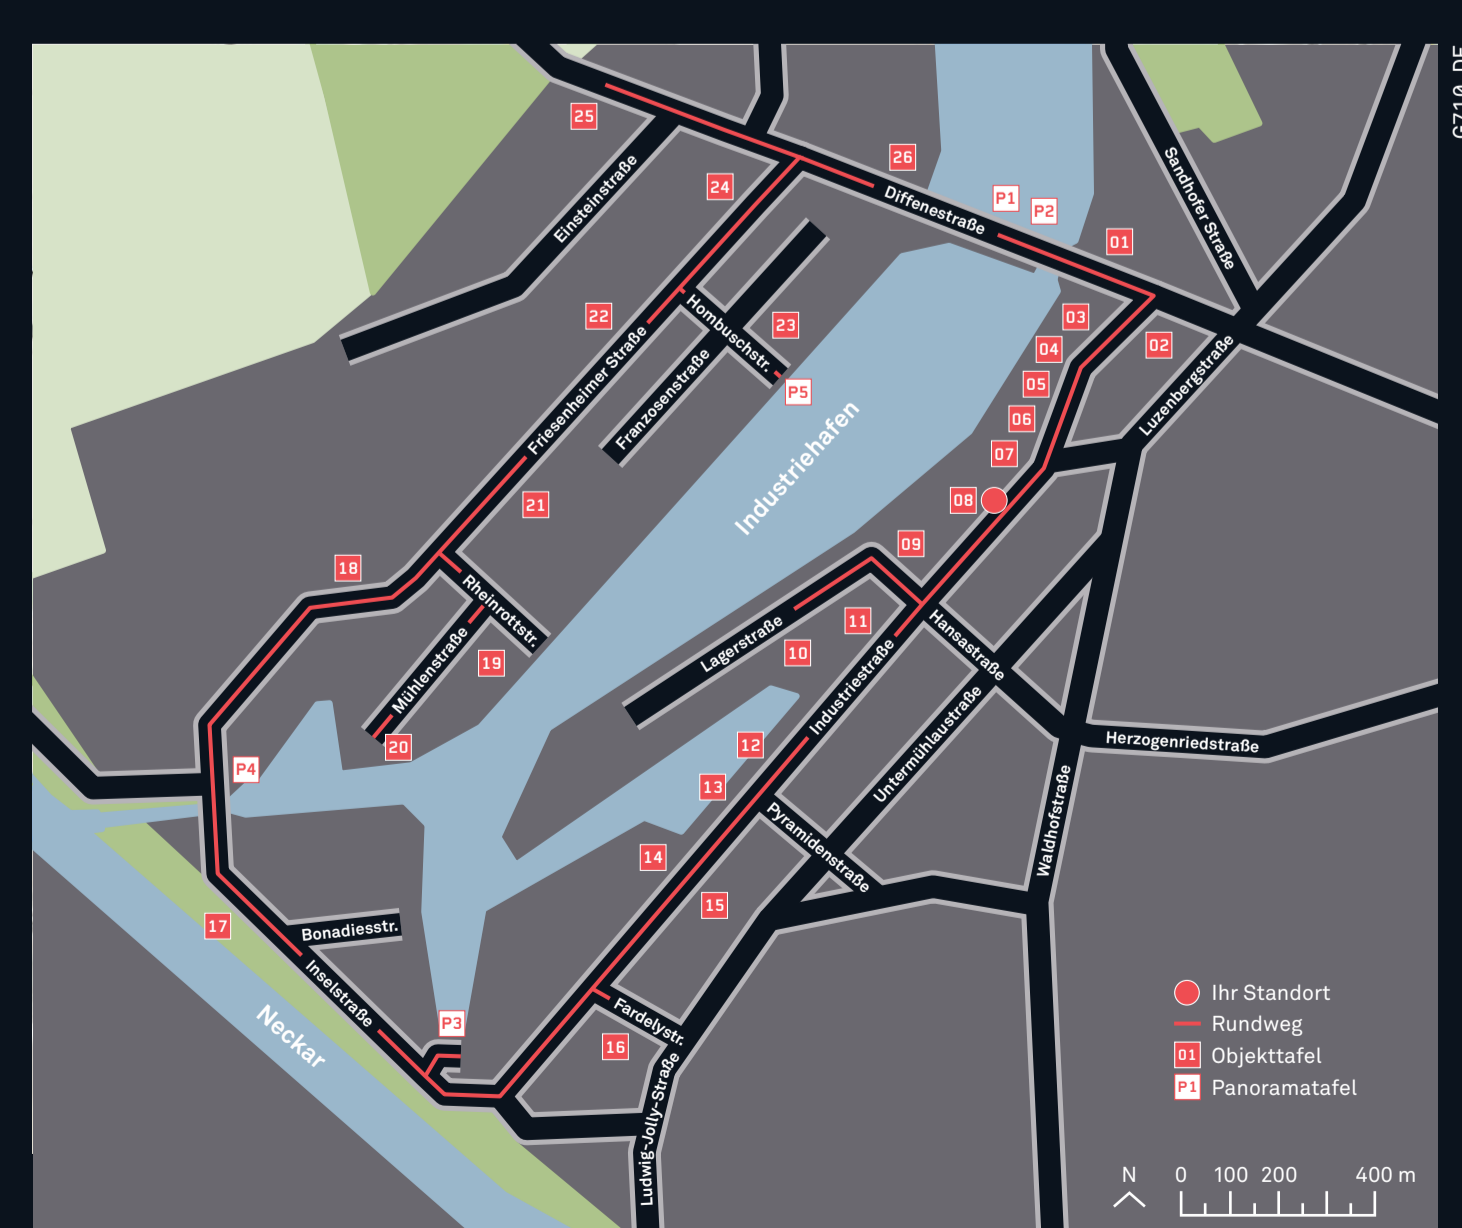 G710 DE
25
26
24
Diffenestraße
P1
P2
01
Sandhofer Straße
Einsteinstraße
22
Hombuschstr.
23
03
02
04
Luzenbergstraße
Friesenheimer Straße
Franzosenstraße
P5
05
06
Industriehafen
07
21
08
09
18
Rheinrottstr.
11
Hansastraße
Lagerstraße
10
19
Mühlenstraße
20
Industriestraße
12
Untermühlaustraße
Herzogenriedstraße
P4
13
Pyramidenstraße
Waldhofstraße
14
15
17
Bonadiesstr.
Inselstraße
Neckar
P3
Fardelystr.
16
Ludwig-Jolly-Straße
Ihr Standort
Rundweg
01 Objekttafel
P1 Panoramatafel
N 0 100 200 400 m